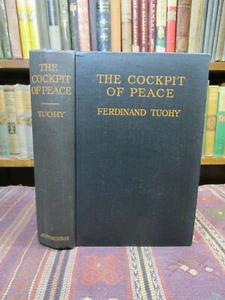 THE
COCKPIT
OF PEACE
TUOHY
THE COCKPIT
OF PEACE
FERDINAND TUOHY